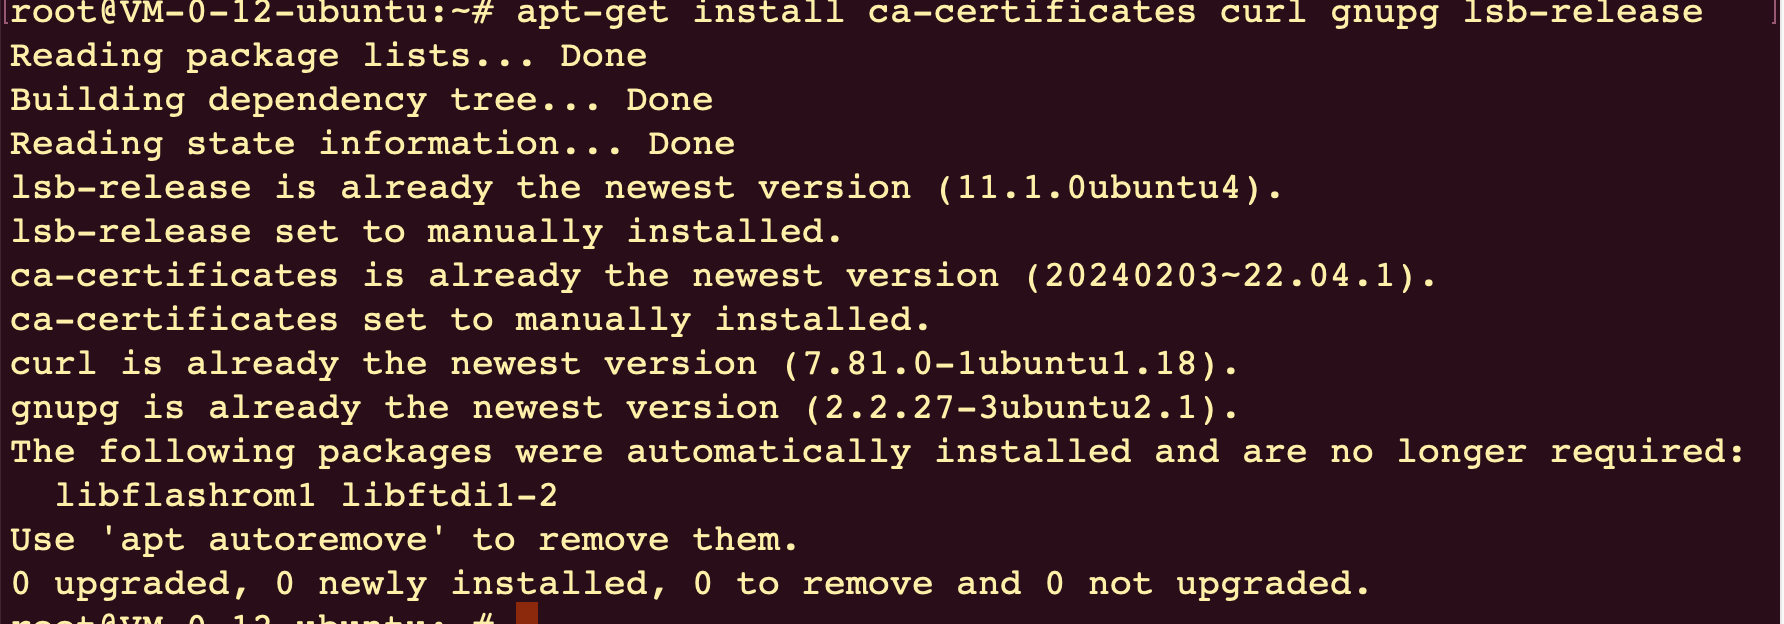 [root@VM-0-12-ubuntu:~# apt-get install ca-certificates curl gnupg lsb-release ]
Reading package lists... Done
Building dependency tree... Done
Reading state information... Done
lsb-release is already the newest version (11.1.0ubuntu4).
lsb-release set to manually installed.
ca-certificates is already the newest version (20240203~22.04.1).
ca-certificates set to manually installed.
curl is already the newest version (7.81.0-1ubuntu1.18).
gnupg is already the newest version (2.2.27-3ubuntu2.1).
The following packages were automatically installed and are no longer required:
  libflashrom1 libftdi1-2
Use 'apt autoremove' to remove them.
0 upgraded, 0 newly installed, 0 to remove and 0 not upgraded.
root@VM-0-12-ubuntu:~#